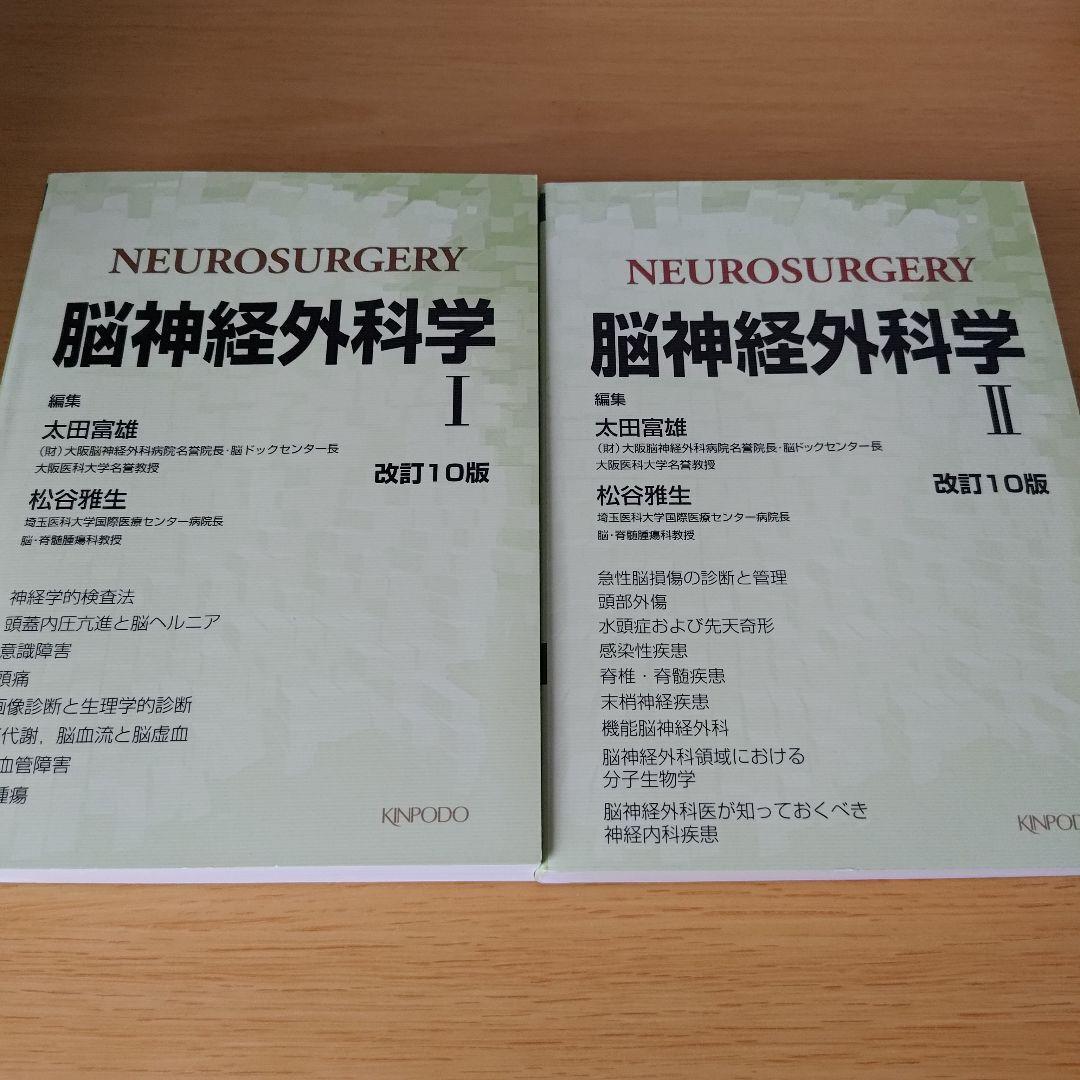 NEUROSURGERY
脳神経外科学
I
編集
太田富雄
(財)大阪脳神経外科病院名誉院長・脳ドックセンター長
大阪医科大学名誉教授
改訂10版
松谷雅生
埼玉医科大学国際医療センター病院長
脳・脊髄腫瘍科教授
神経学的検査法
頭蓋内圧亢進と脳ヘルニア
意識障害
頭痛
画像診断と生理学的診断
代謝,脳血流と脳虚血
血管障害
腫瘍
KINPODO
NEUROSURGERY
脳神経外科学
II
編集
太田富雄
(財)大阪脳神経外科病院名誉院長・脳ドックセンター長
大阪医科大学名誉教授
改訂10版
松谷雅生
埼玉医科大学国際医療センター病院長
脳・脊髄腫瘍科教授
急性脳損傷の診断と管理
頭部外傷
水頭症および先天奇形
感染性疾患
脊椎・脊髄疾患
末梢神経疾患
機能脳神経外科
脳神経外科領域における
分子生物学
脳神経外科医が知っておくべき
神経内科疾患
KINPOD